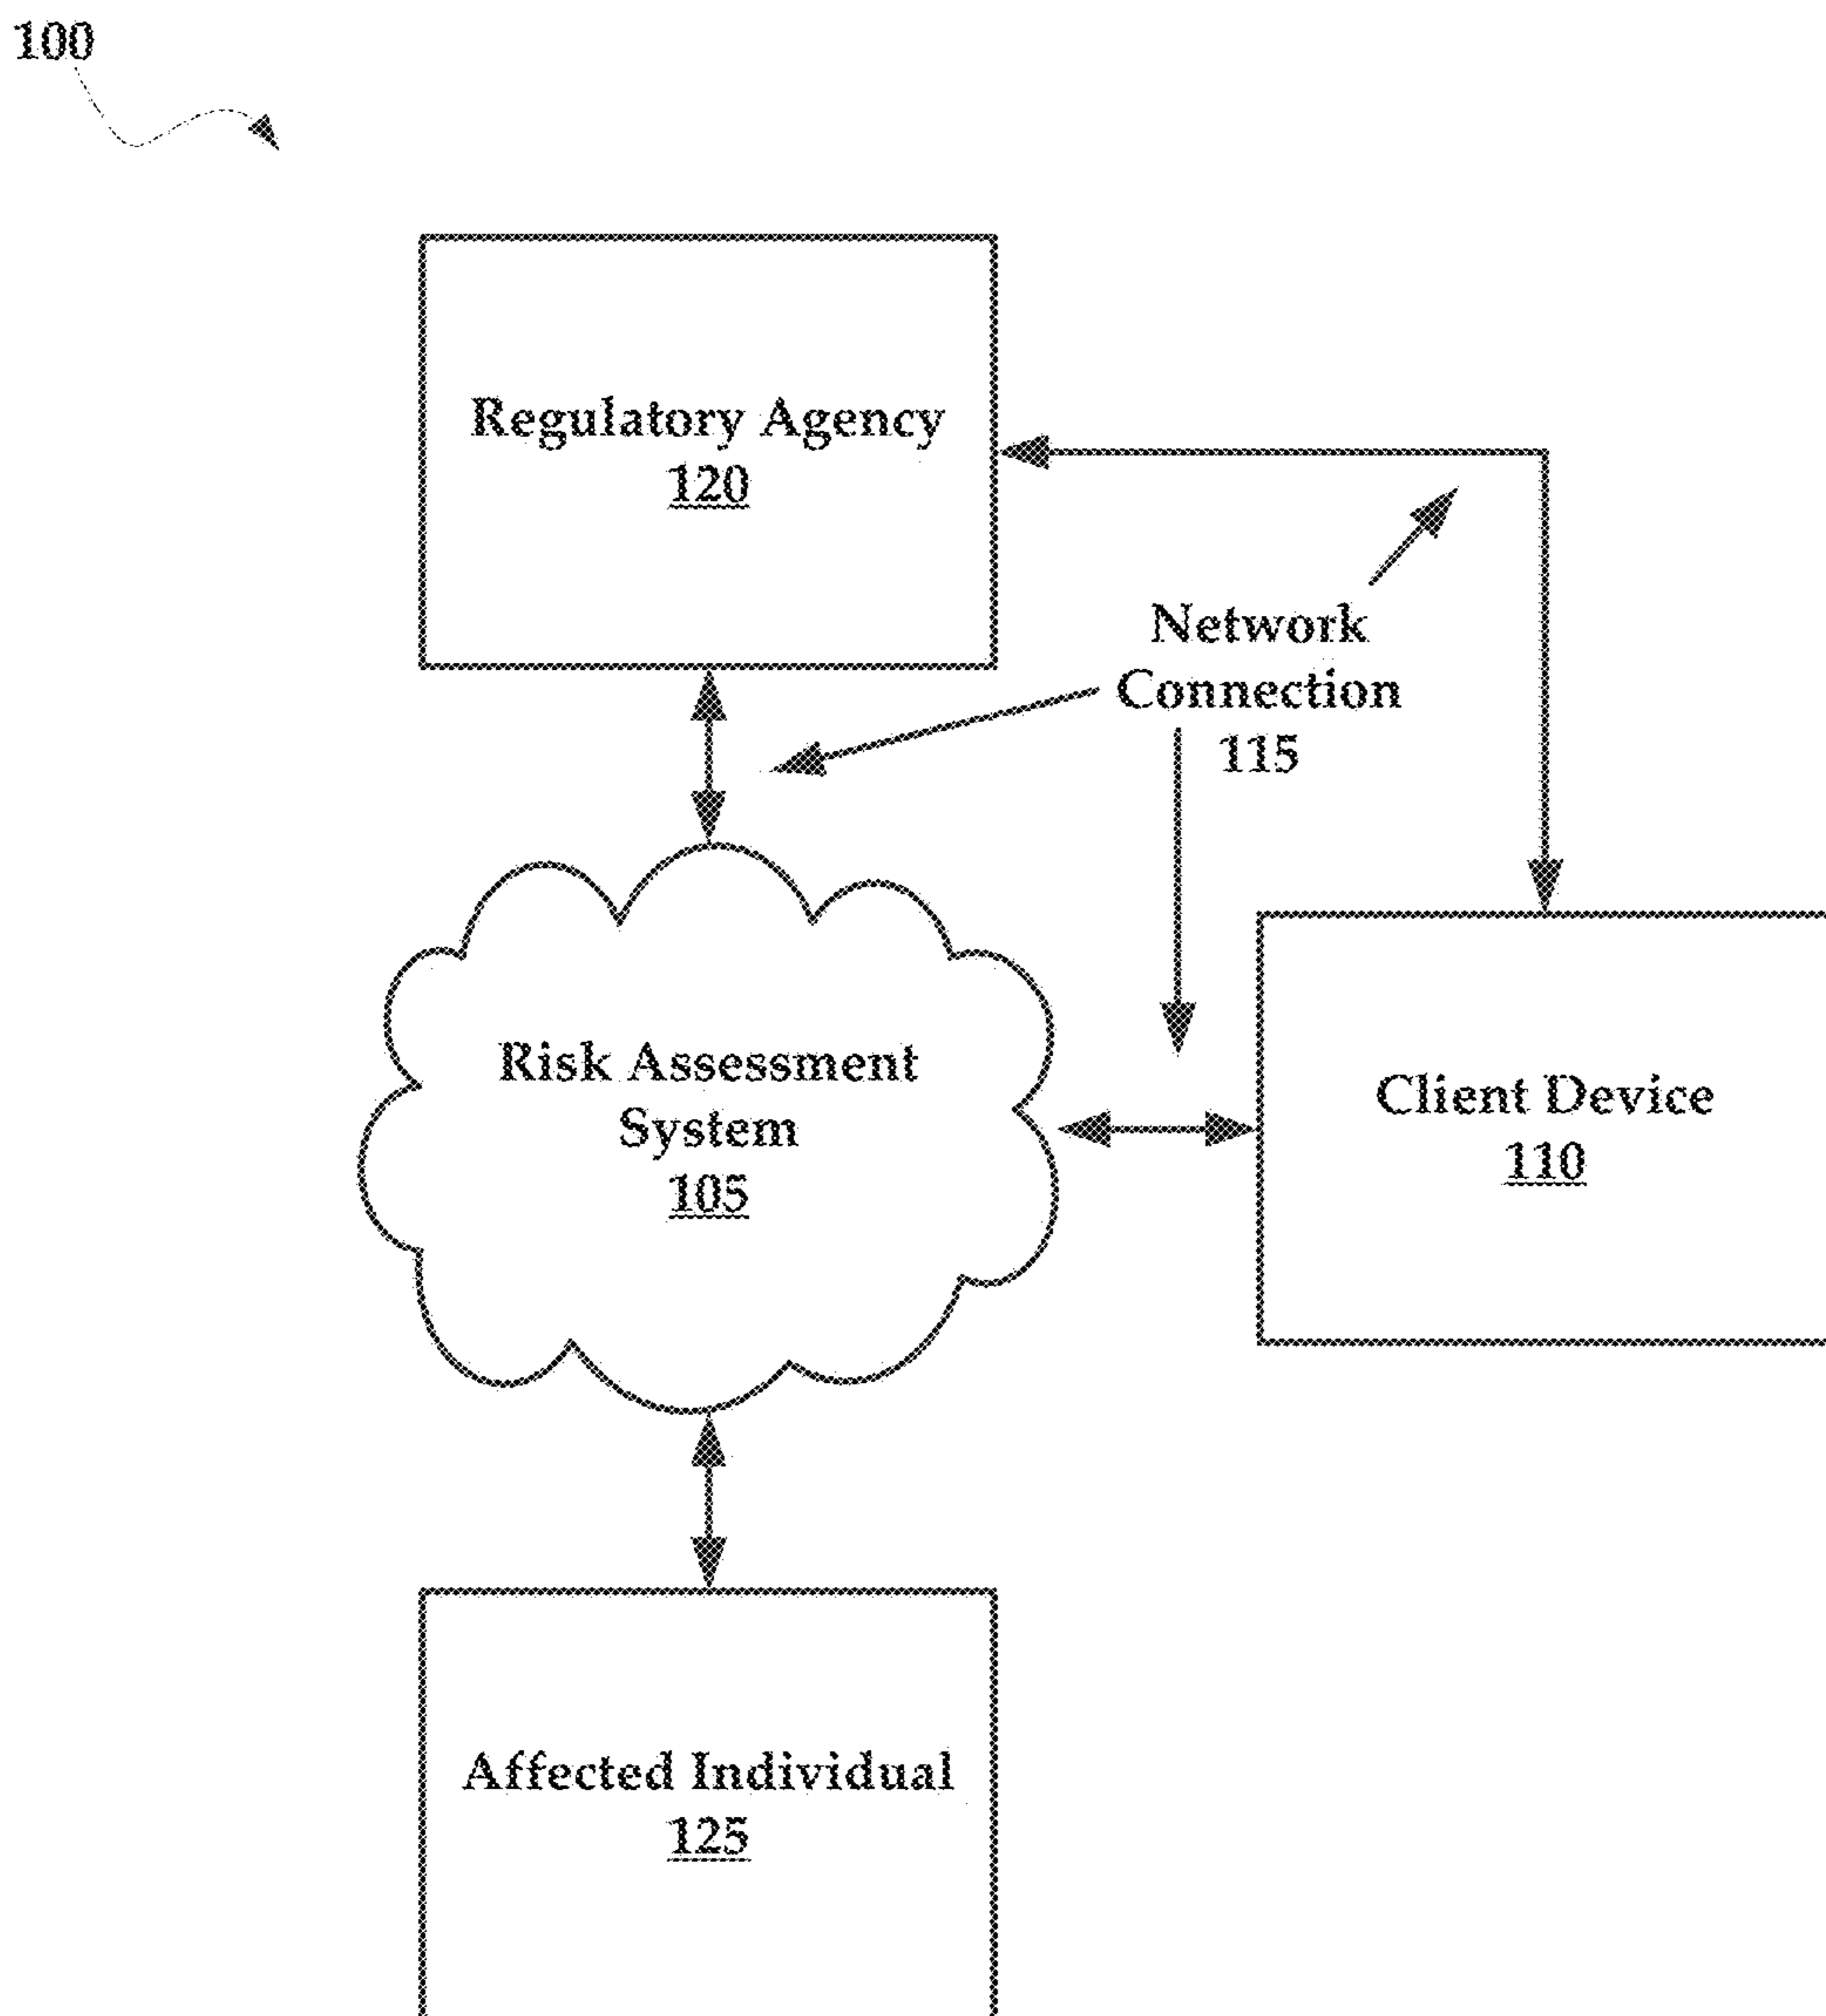 100
Regulatory Agency
120
Network
Connection
115
Risk Assessment
System
105
Client Device
110
Affected Individual
125